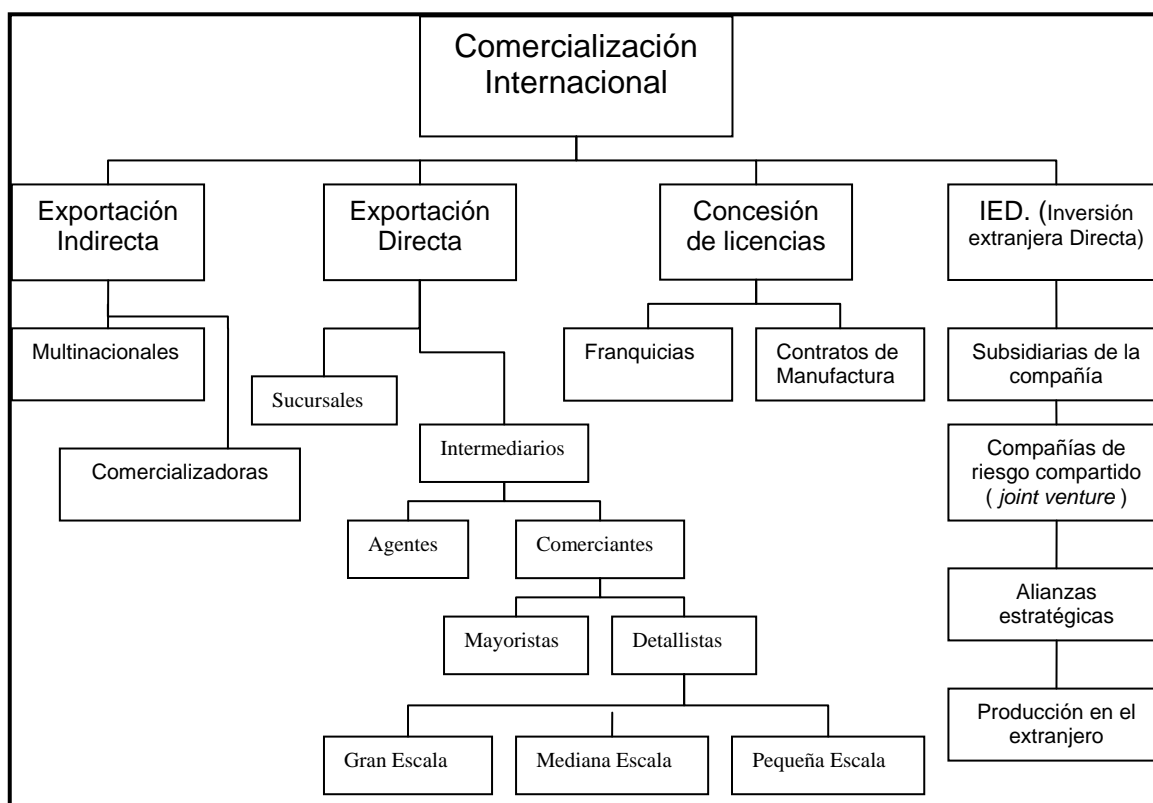 Comercialización
Internacional
Exportación
Indirecta
Exportación
Directa
Concesión
de licencias
IED. (Inversión
extranjera Directa)
Multinacionales
Franquicias
Contratos de
Manufactura
Subsidiarias de la
compañía
Sucursales
Comercializadoras
Intermediarios
Compañías de
riesgo compartido
( joint venture )
Agentes
Comerciantes
Alianzas
estratégicas
Mayoristas
Detallistas
Producción en el
extranjero
Gran Escala
Mediana Escala
Pequeña Escala